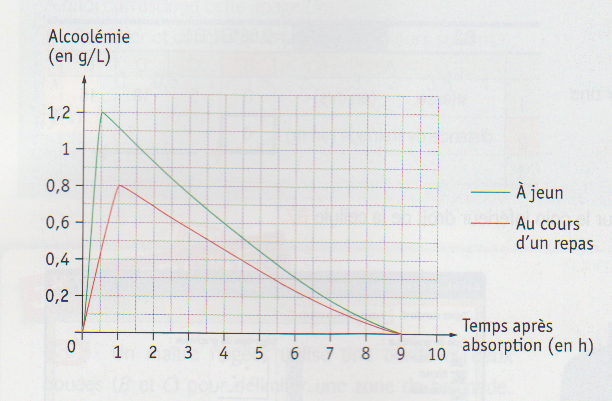 Alcoolémie
(en g/L)
1,2
1
0,8
0,6
0,4
0,2
0 1 2 3 4 5 6 7 8 9 10
À jeun
Au cours
d'un repas
Temps après
absorption (en h)